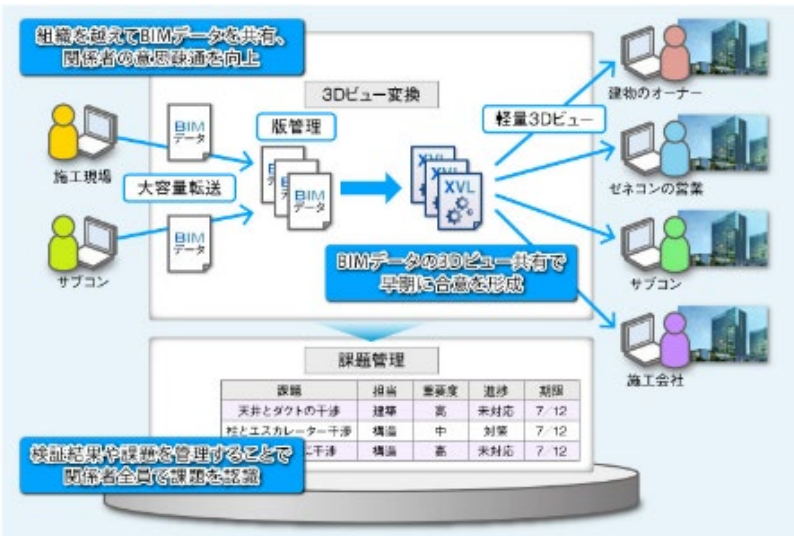 組織を越えてBIMデータを共有、
関係者の意思疎通を向上
3Dビュー変換
建物のオーナー
BIM
データ
版管理
軽量3Dビュー
施工現場
大容量転送
BIM
データ
XVL
ゼネコンの営業
BIM
データ
サブコン
BIMデータの3Dビュー共有で
早期に合意を形成
サブコン
施工会社
課題管理
課題 担当 重要度 進捗 期限
天井とダクトの干渉 建築 高 未対応 7/12
柱とエスカレーター干渉 構造 中 対策 7/12
に干渉 構造 高 未対応 7/12
検証結果や課題を管理することで
関係者全員で課題を認識